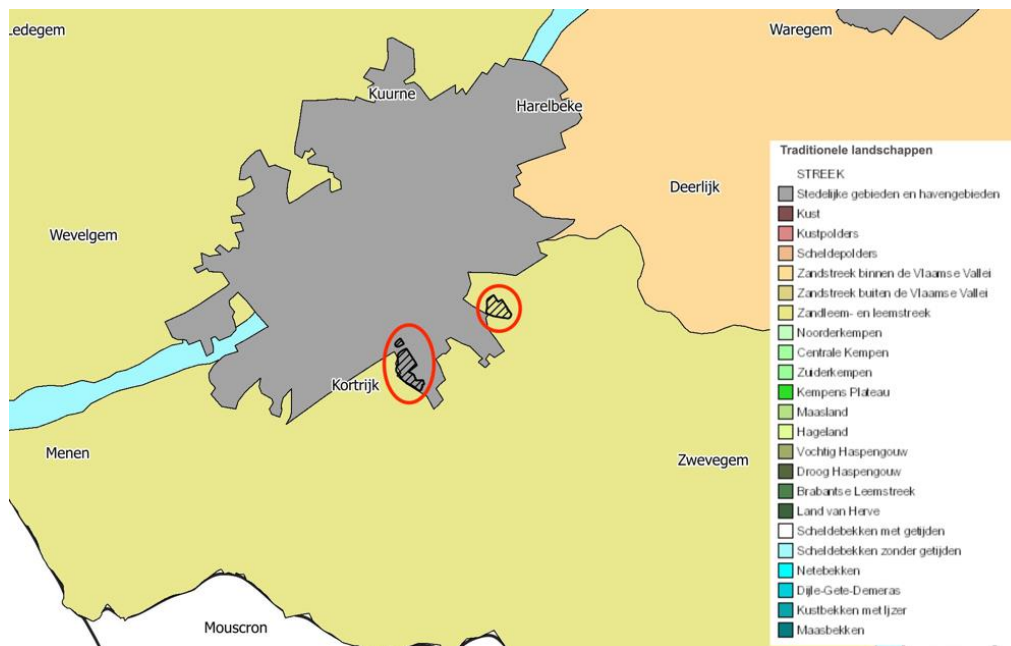 Ledegem
Waregem
Kuurne
Harelbeke
Deerlijk
Wevelgem
Kortrijk
Menen
Zwevegem
Mouscron
Traditionele landschappen
STREEK
Stedelijke gebieden en havengebieden
Kust
Kustpolders
Scheldepolders
Zandstreek binnen de Vlaamse Vallei
Zandstreek buiten de Vlaamse Vallei
Zandleem- en leemstreek
Noorderkempen
Centrale Kempen
Zuiderkempen
Kempens Plateau
Maasland
Hageland
Vochtig Haspengouw
Droog Haspengouw
Brabantse Leemstreek
Land van Herve
Scheldebekken met getijden
Scheldebekken zonder getijden
Netebekken
Dijle-Gete-Demeras
Kustbekken met Ijzer
Maasbekken